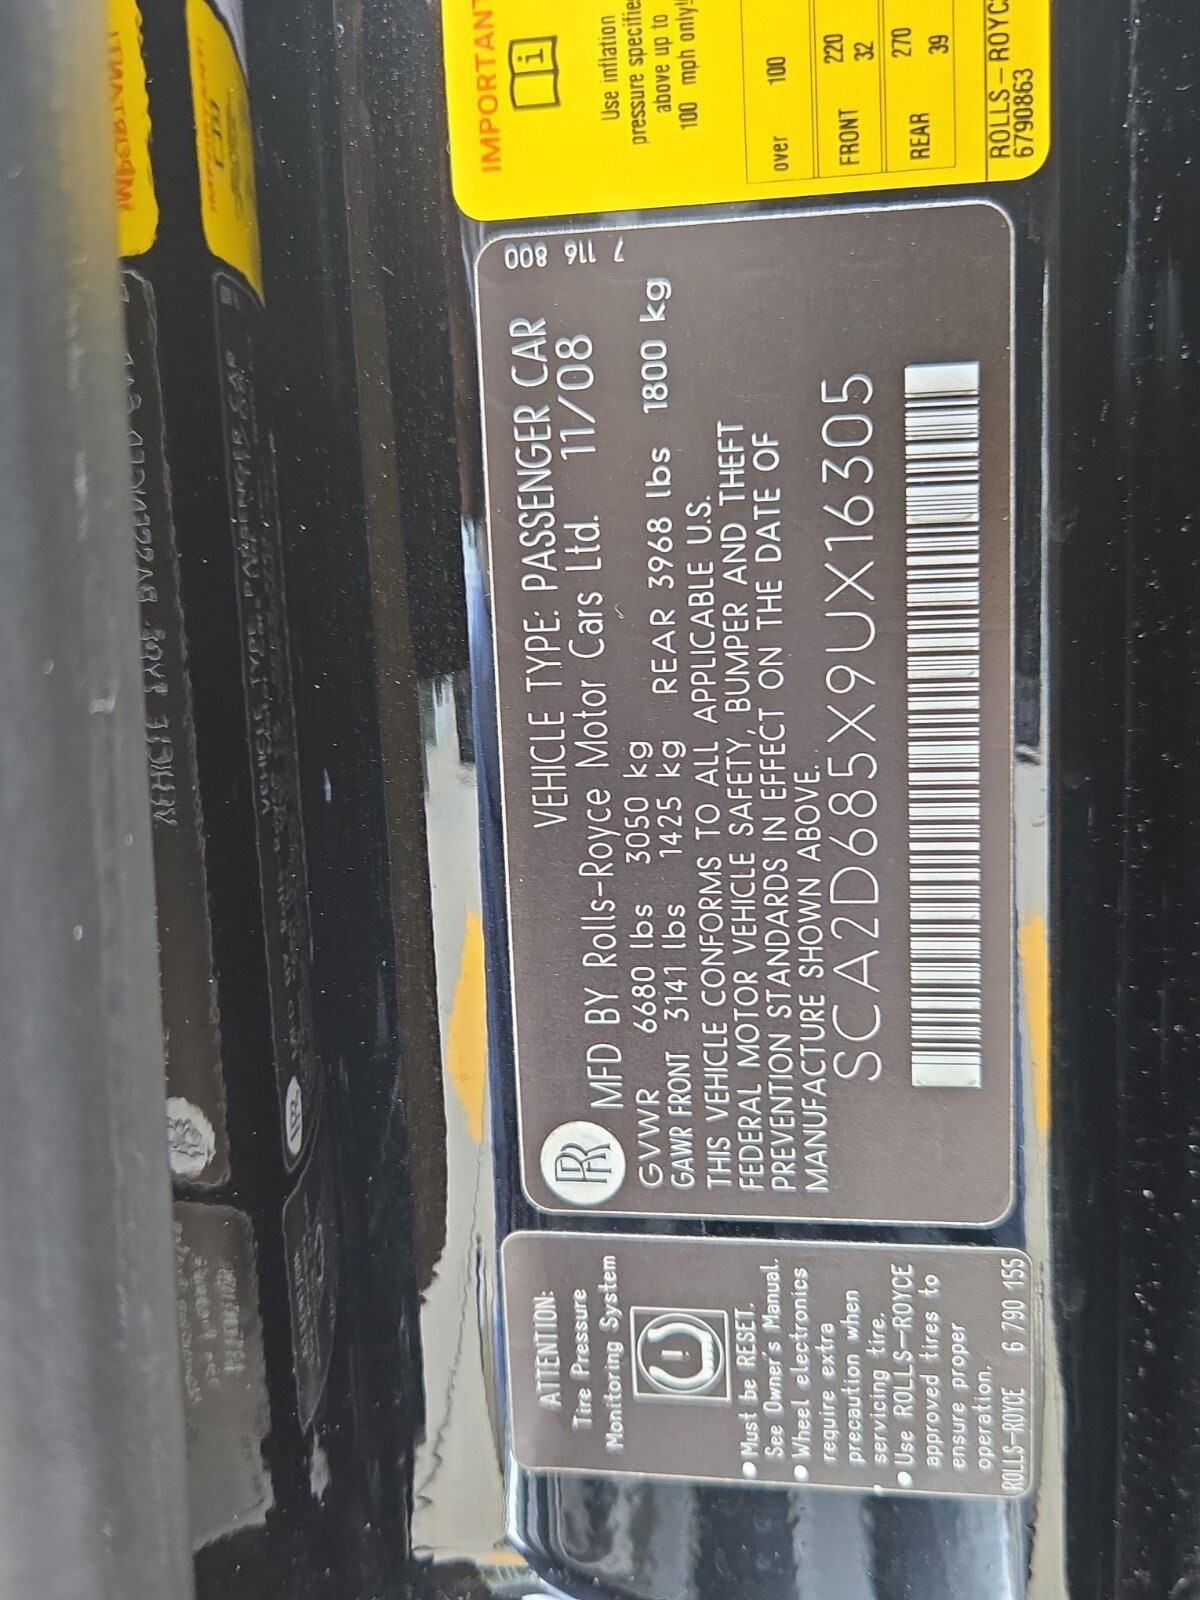 ATTENTION:
Tire Pressure
Monitoring System
• Must be RESET.
See Owner's Manual.
• Wheel electronics
require extra
precaution when
servicing tire.
• Use ROLLS-ROYCE
approved tires to
ensure proper
operation.
ROLLS-ROYCE 6 790 155
7 116 800
VEHICLE TYPE: PASSENGER CAR
RR MFD BY Rolls-Royce Motor Cars Ltd. 11/08
GVWR 6680 lbs 3050 kg
GAWR FRONT 3141 lbs 1425 kg REAR 3968 lbs 1800 kg
THIS VEHICLE CONFORMS TO ALL APPLICABLE U.S.
FEDERAL MOTOR VEHICLE SAFETY, BUMPER AND THEFT
PREVENTION STANDARDS IN EFFECT ON THE DATE OF
MANUFACTURE SHOWN ABOVE.
SCA2D685X9UX16305
IMPORTANT
Use inflation
pressure specified
above up to
100 mph only!
over 100
FRONT 220
32
REAR 270
39
ROLLS-ROYCE
6790863